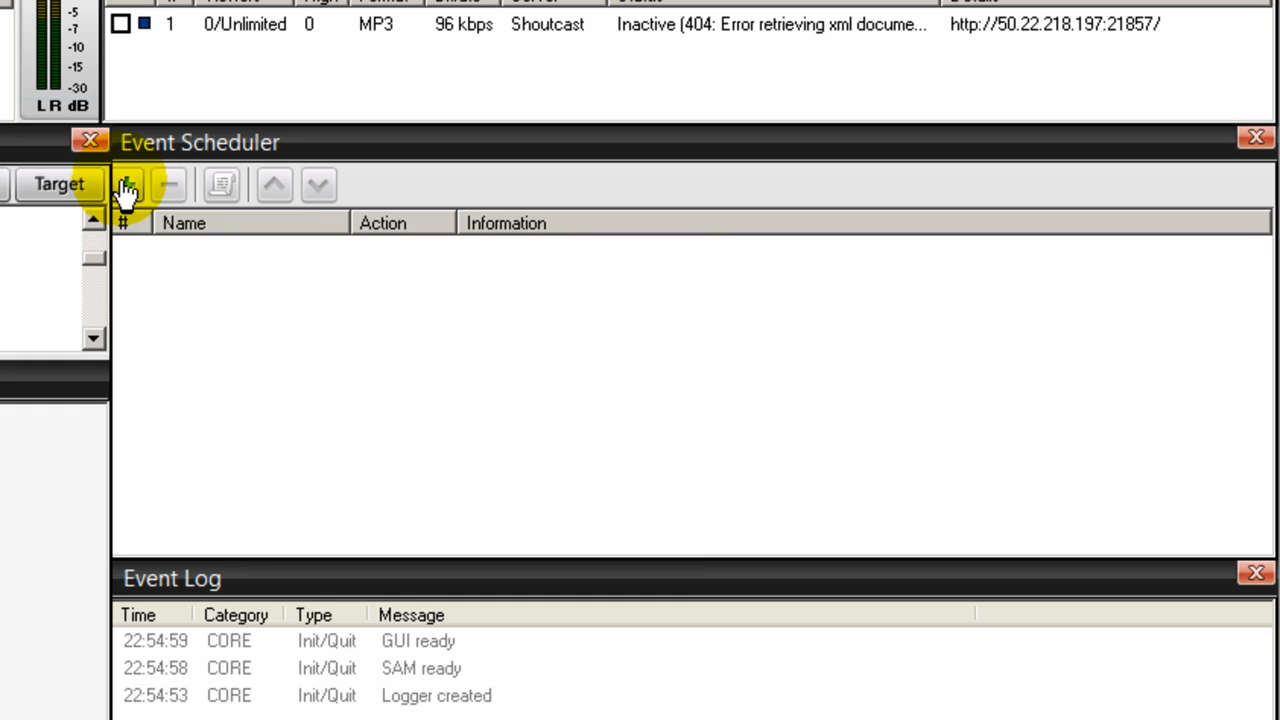 -5
-7
-10
-15
-30
L R dB
1 0/Unlimited 0 MP3 96 kbps Shoutcast Inactive (404: Error retrieving xml docume... http://50.22.218.197:21857/
Event Scheduler
Target
# Name Action Information
Event Log
Time Category Type Message
22:54:59 CORE Init/Quit GUI ready
22:54:58 CORE Init/Quit SAM ready
22:54:53 CORE Init/Quit Logger created